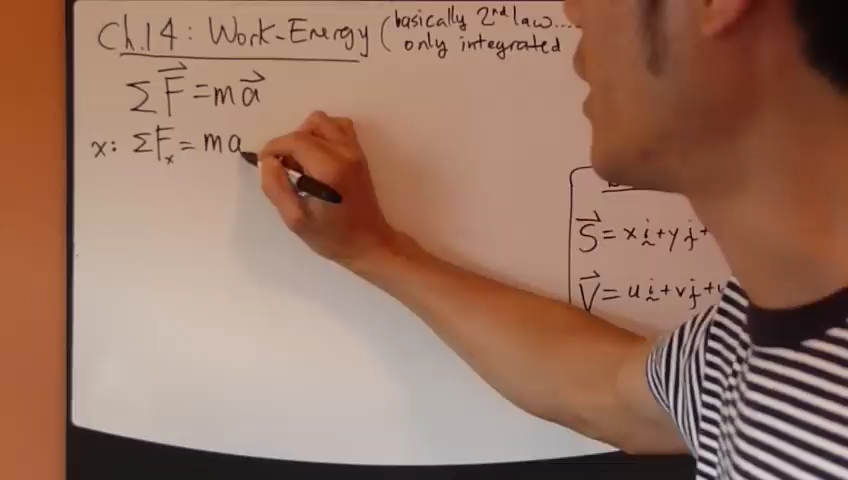 Ch.14: Work-Energy (basically 2nd law....
only integrated
ΣF⃗ = ma⃗
x: ΣFₓ = ma
S⃗ = xi + yj +
V⃗ = ui + vj +